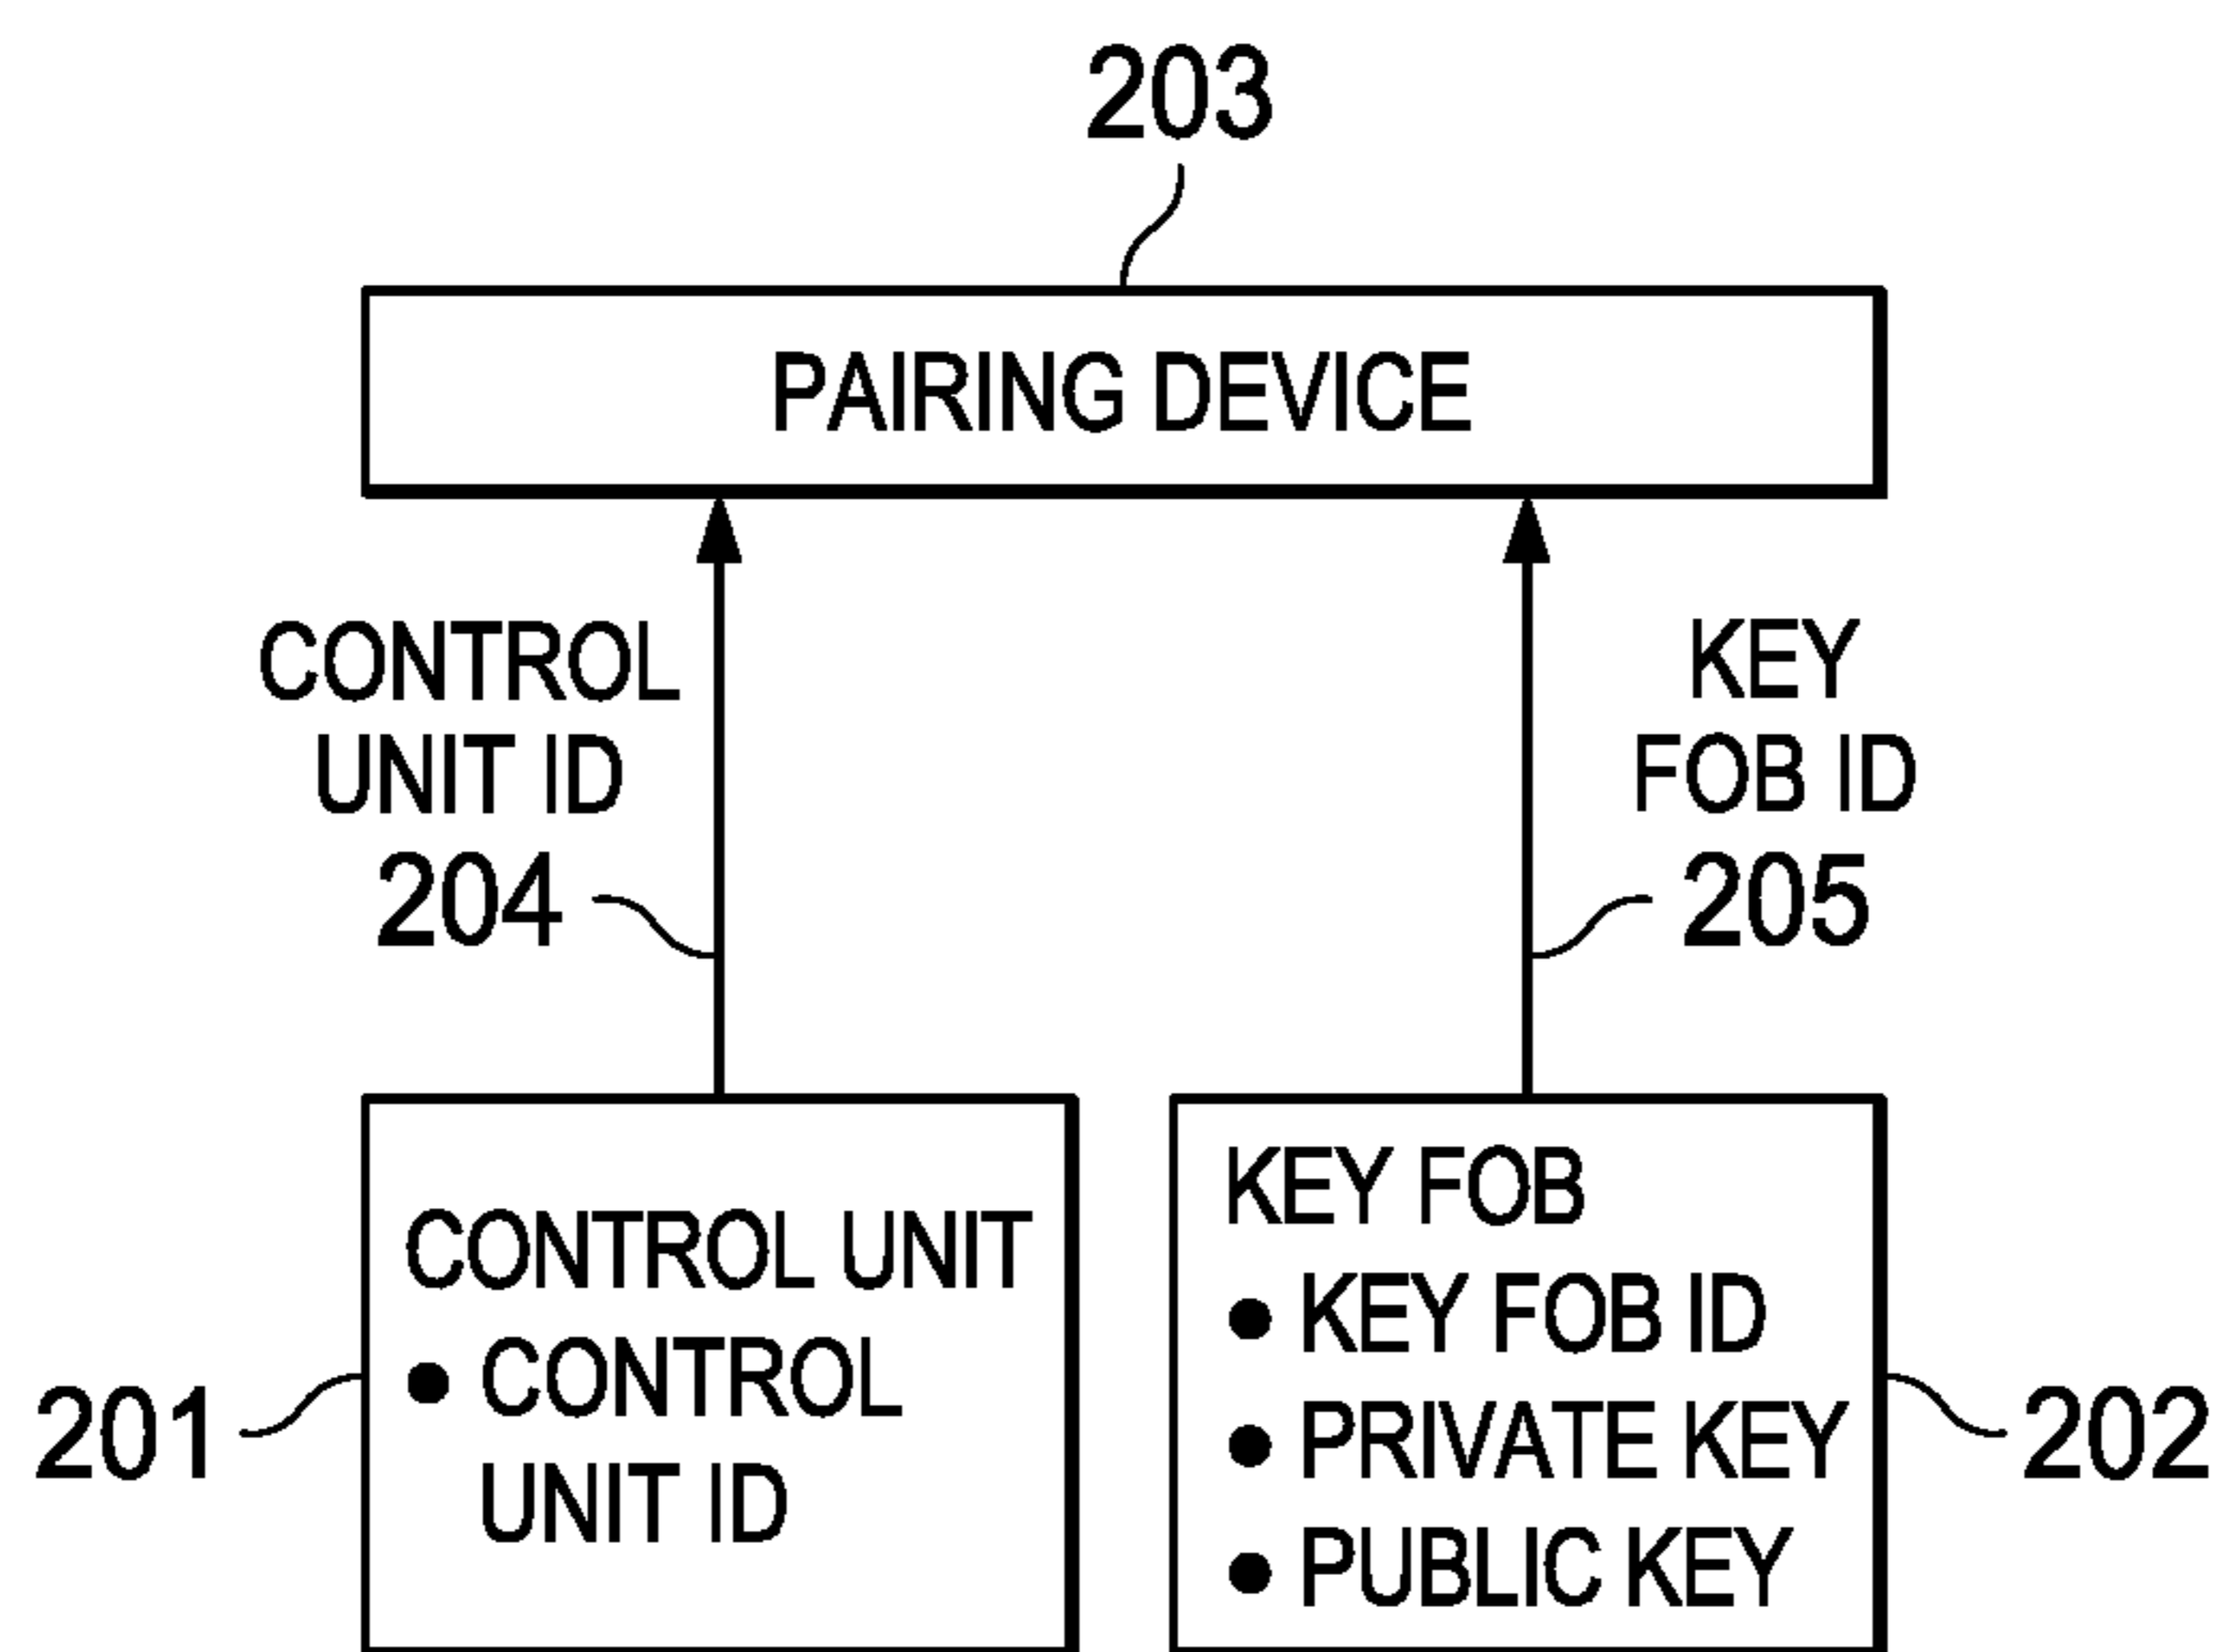 203
PAIRING DEVICE
CONTROL
UNIT ID
204
KEY
FOB ID
205
CONTROL UNIT
● CONTROL
UNIT ID
201
KEY FOB
● KEY FOB ID
● PRIVATE KEY
● PUBLIC KEY
202